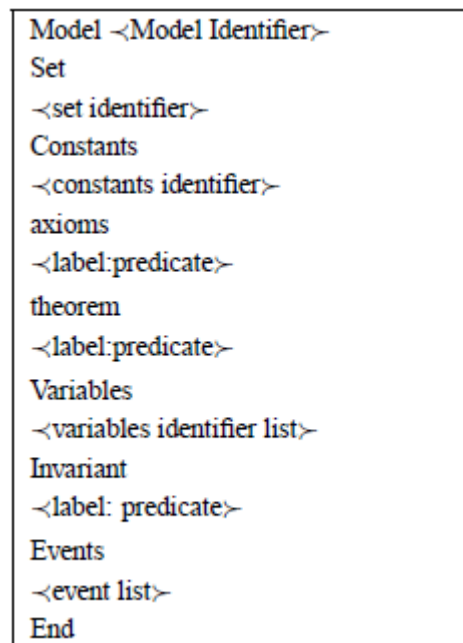 Model ≺Model Identifier≻
Set
≺set identifier≻
Constants
≺constants identifier≻
axioms
≺label:predicate≻
theorem
≺label:predicate≻
Variables
≺variables identifier list≻
Invariant
≺label: predicate≻
Events
≺event list≻
End